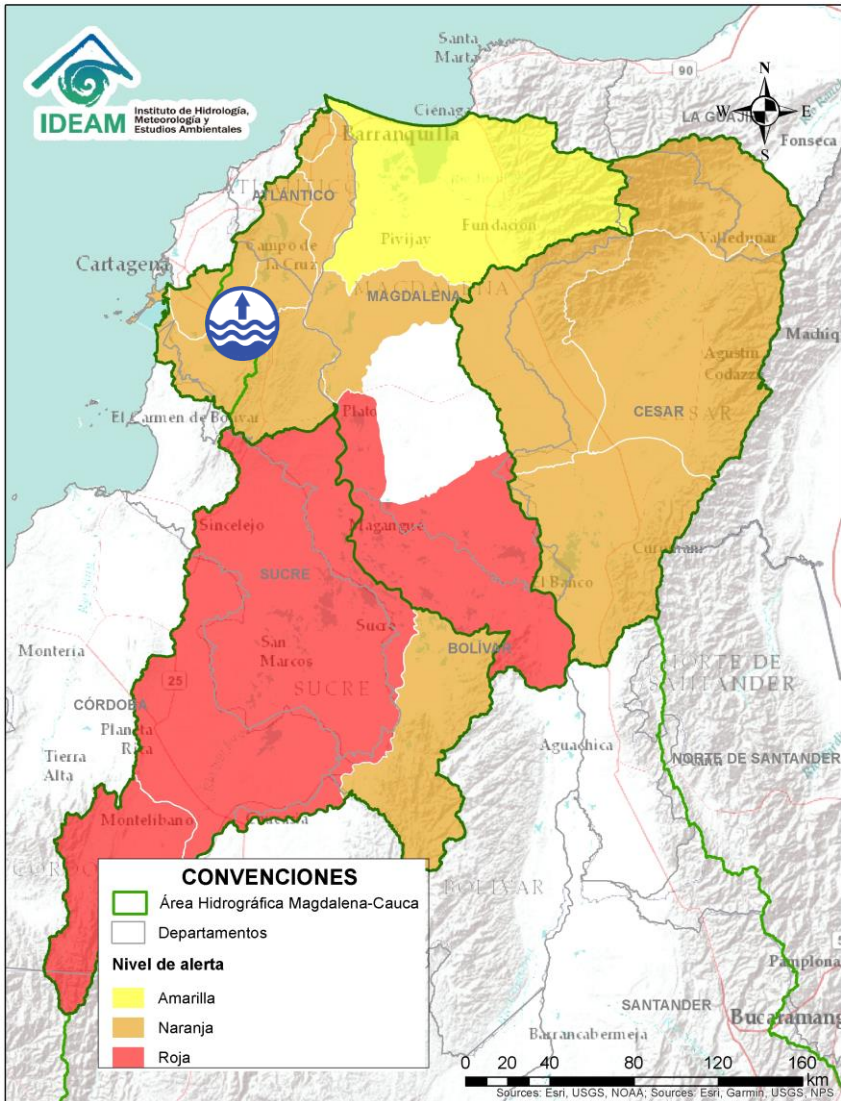 IDEAM
Instituto de Hidrología,
Meteorología y
Estudios Ambientales
Santa
Marta
90
N
W
E
S
LA GUAJI
Ciénaga
Barranquilla
Fonseca
ATLÁNTICO
Fundación
Pivijay
Valledupar
Campo de
la Cruz
Cartagena
MAGDALENA
Machiq
Agustín
Codazzi
El Carmen de Bolívar
Plato
CESAR
Sincelejo
Magangué
Curumaní
SUCRE
El Banco
Sucre
Montería
San
Marcos
BOLÍVAR
NORTE DE
SANTANDER
25
SUCRE
CÓRDOBA
Planeta
Rica
Aguachica
Tierra
Alta
NORTE DE SANTANDER
Montelibano
Caucasia
BOLÍVAR
CONVENCIONES
Área Hidrográfica Magdalena-Cauca
Departamentos
Nivel de alerta
Amarilla
Naranja
Roja
Pamplona
SANTANDER
Bucaramang
Barrancabermeja
0 20 40 80 120 160
KM
Sources: Esri, USGS, NOAA; Sources: Esri, Garmin, USGS, NPS